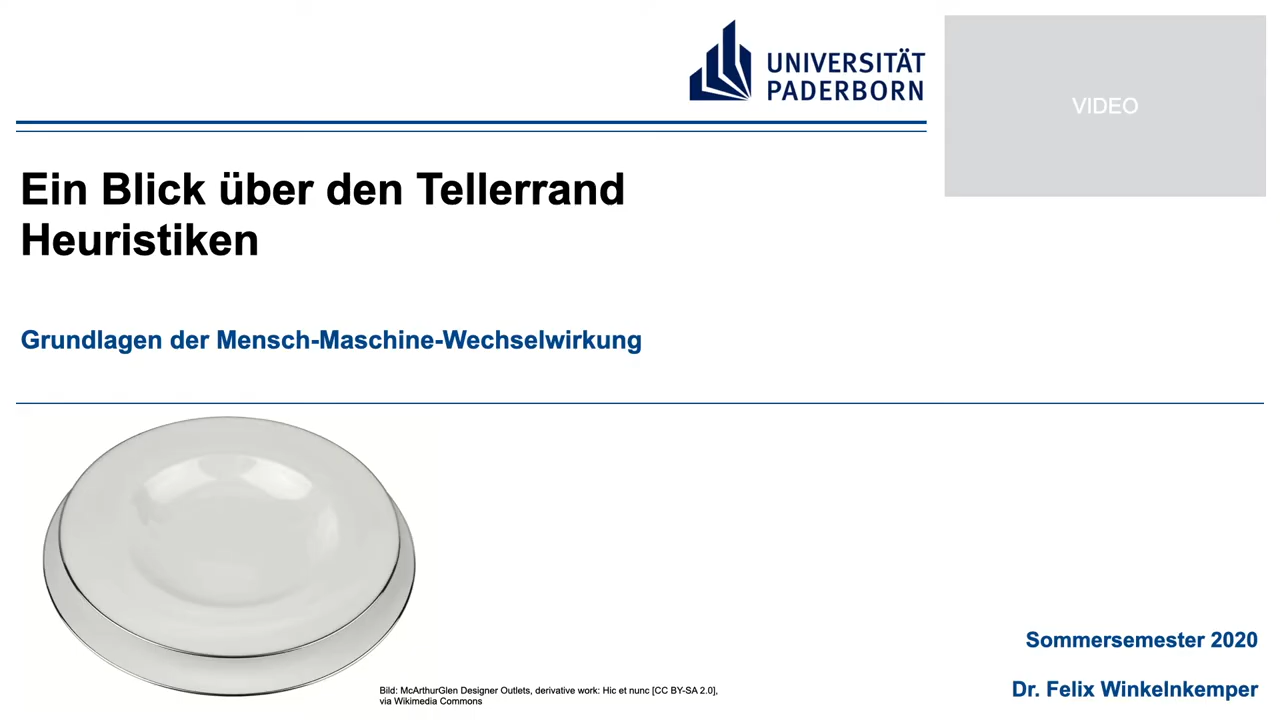 UNIVERSITÄT
PADERBORN
VIDEO
Ein Blick über den Tellerrand
Heuristiken
Grundlagen der Mensch-Maschine-Wechselwirkung
Bild: McArthurGlen Designer Outlets, derivative work: Hic et nunc [CC BY-SA 2.0],
via Wikimedia Commons
Sommersemester 2020
Dr. Felix Winkelnkemper